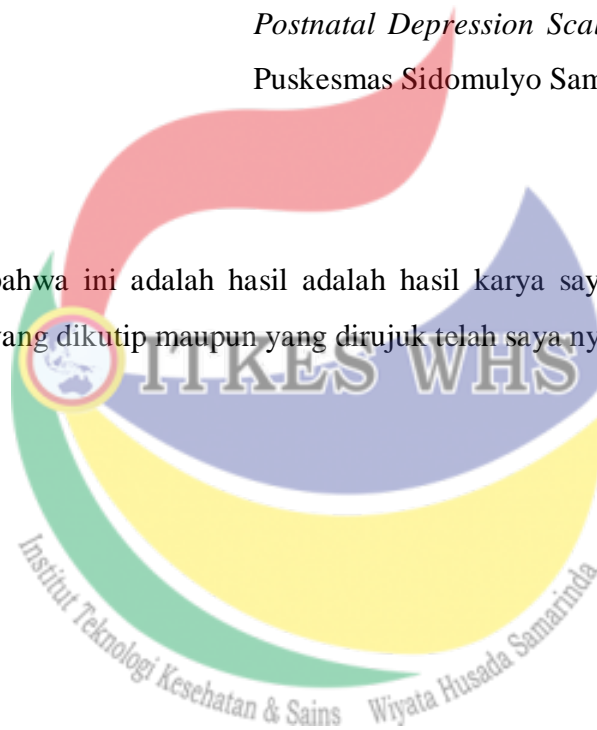 Postnatal Depression Scal
Puskesmas Sidomulyo Sam
bahwa ini adalah hasil adalah hasil karya say
yang dikutip maupun yang dirujuk telah saya ny
ITKES WHS
Institut Teknologi Kesehatan & Sains Wiyata Husada Samarinda